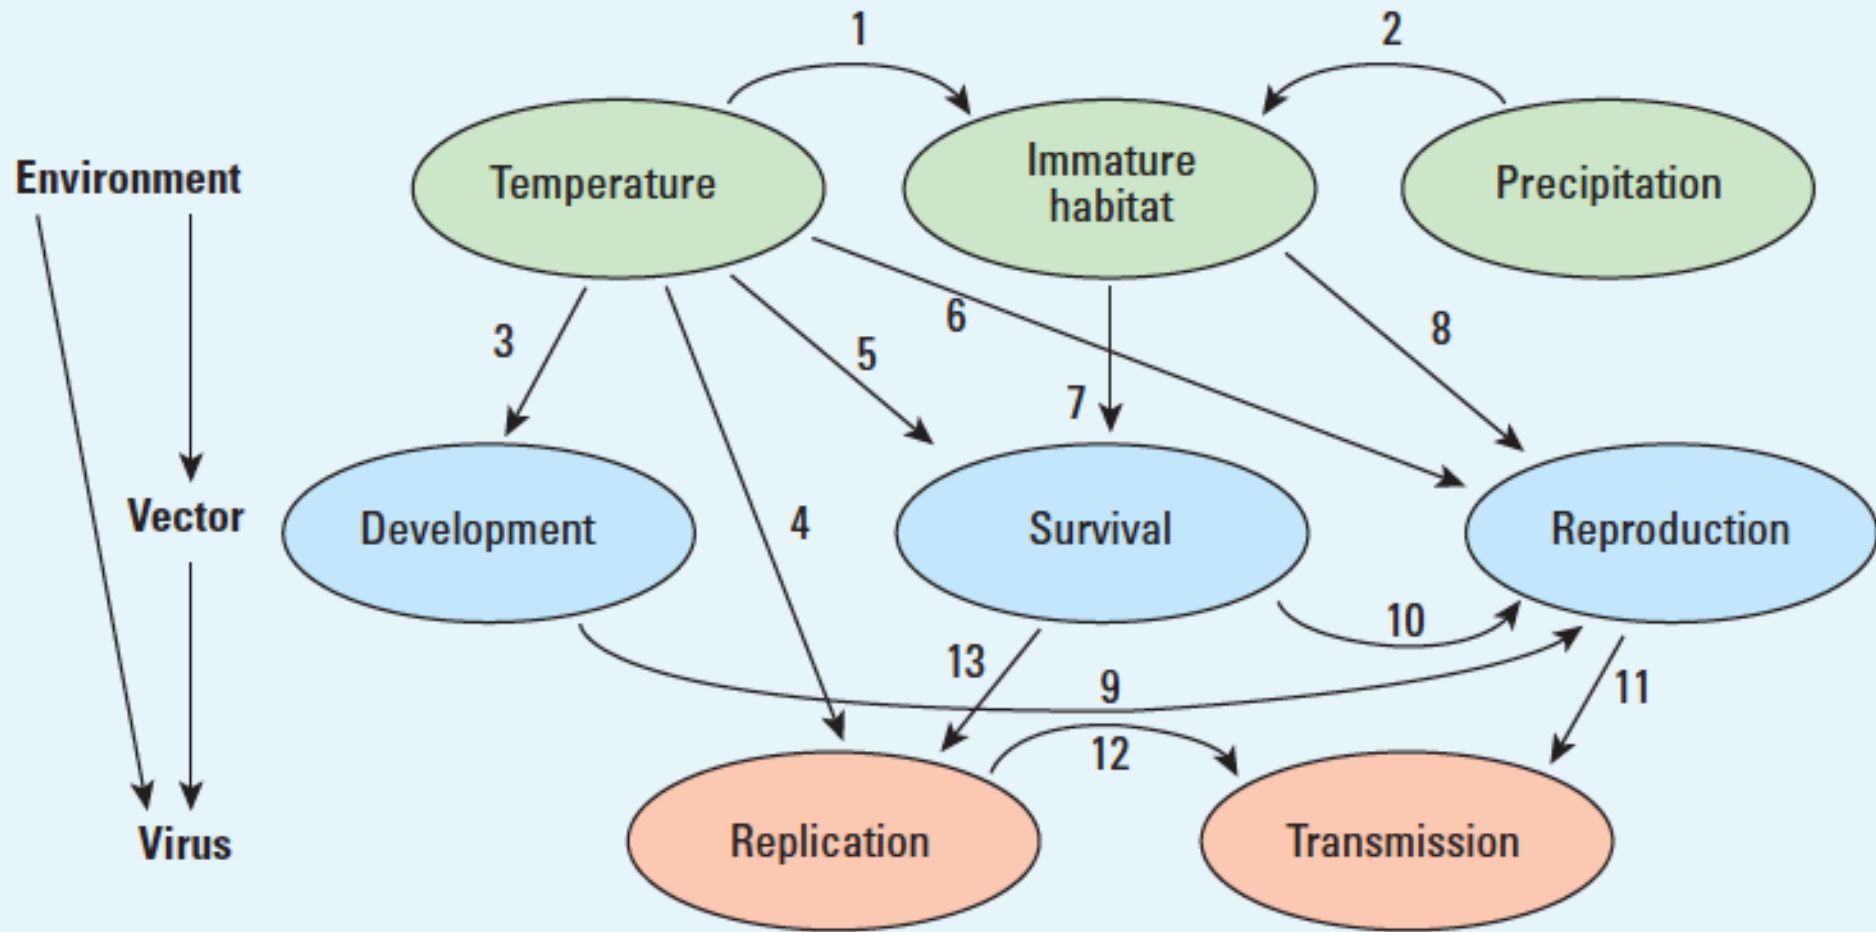 1
2
Environment
Temperature
Immature
habitat
Precipitation
3
5
6
7
8
4
Vector
Development
Survival
Reproduction
13
10
9
11
12
Virus
Replication
Transmission